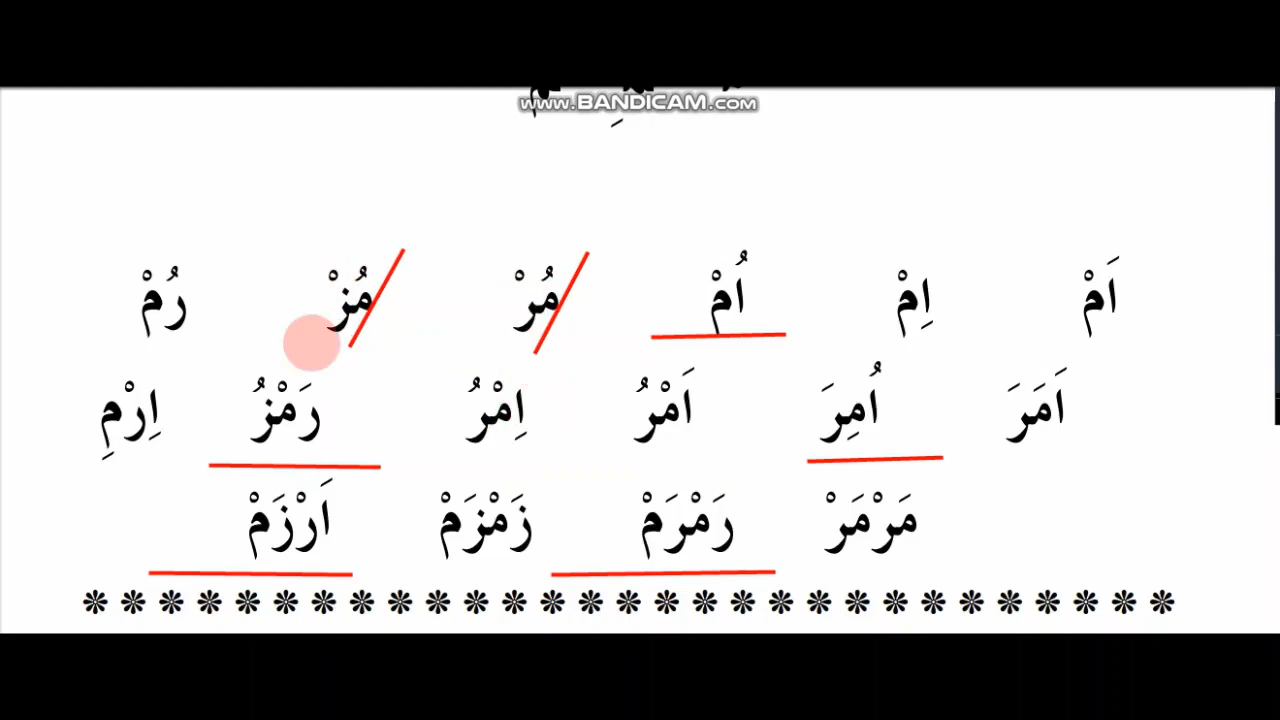 www.BANDICAM.com
اَمْ اِمْ اُمْ مُرْ مُزْ رُمْ
اَمَرَ اُمِرَ اَمْرُ اِمْرُ رَمْزُ اِرْمِ
مَرْمَرْ رَمْرَمْ زَمْزَمْ اَرْزَمْ